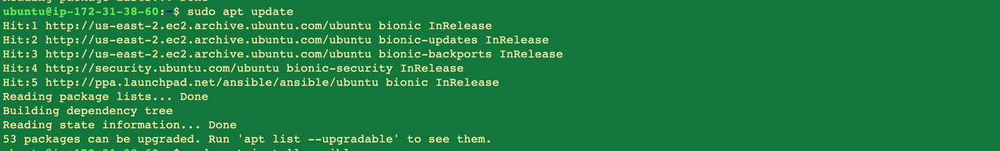 ubuntu@ip-172-31-38-60:~$ sudo apt update
Hit:1 http://us-east-2.ec2.archive.ubuntu.com/ubuntu bionic InRelease
Hit:2 http://us-east-2.ec2.archive.ubuntu.com/ubuntu bionic-updates InRelease
Hit:3 http://us-east-2.ec2.archive.ubuntu.com/ubuntu bionic-backports InRelease
Hit:4 http://security.ubuntu.com/ubuntu bionic-security InRelease
Hit:5 http://ppa.launchpad.net/ansible/ansible/ubuntu bionic InRelease
Reading package lists... Done
Building dependency tree
Reading state information... Done
53 packages can be upgraded. Run 'apt list --upgradable' to see them.